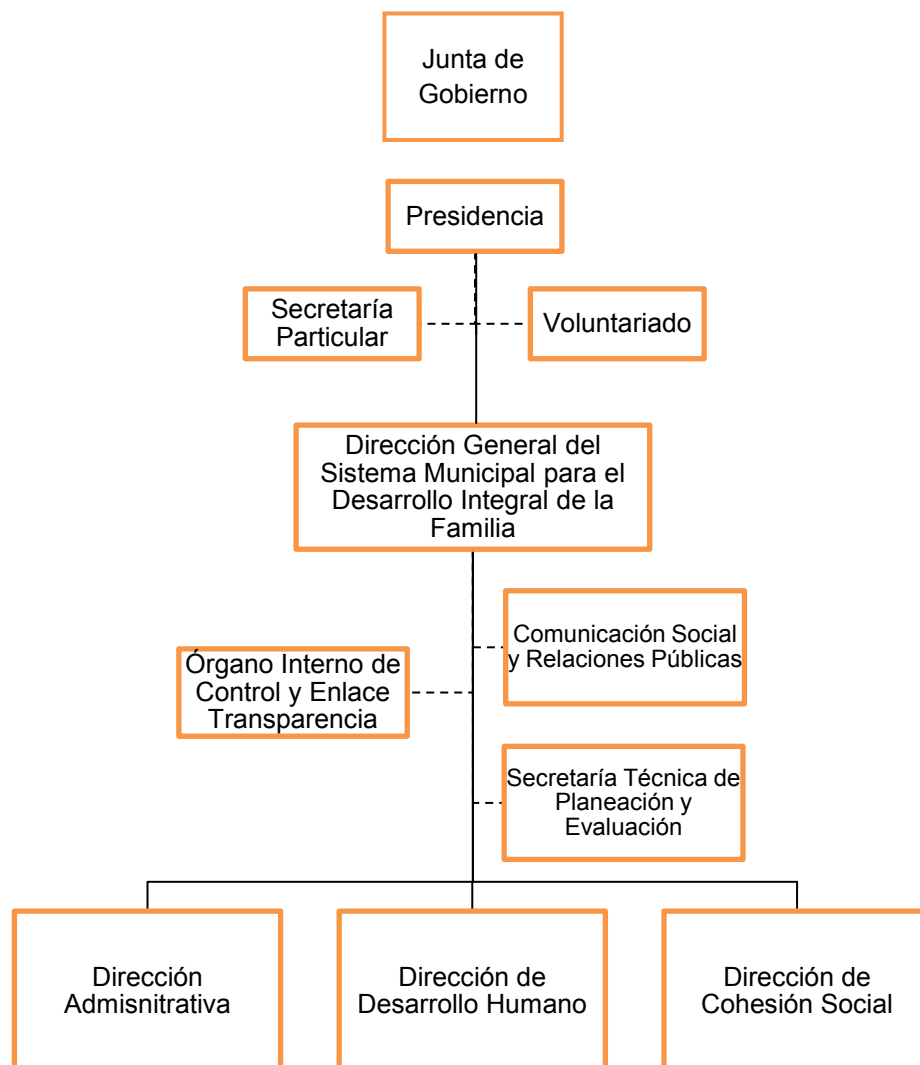 Junta de
Gobierno
Presidencia
Secretaría
Particular
Voluntariado
Dirección General del
Sistema Municipal para el
Desarrollo Integral de la
Familia
Comunicación Social
y Relaciones Públicas
Órgano Interno de
Control y Enlace
Transparencia
Secretaría Técnica de
Planeación y
Evaluación
Dirección
Admisnitrativa
Dirección de
Desarrollo Humano
Dirección de
Cohesión Social